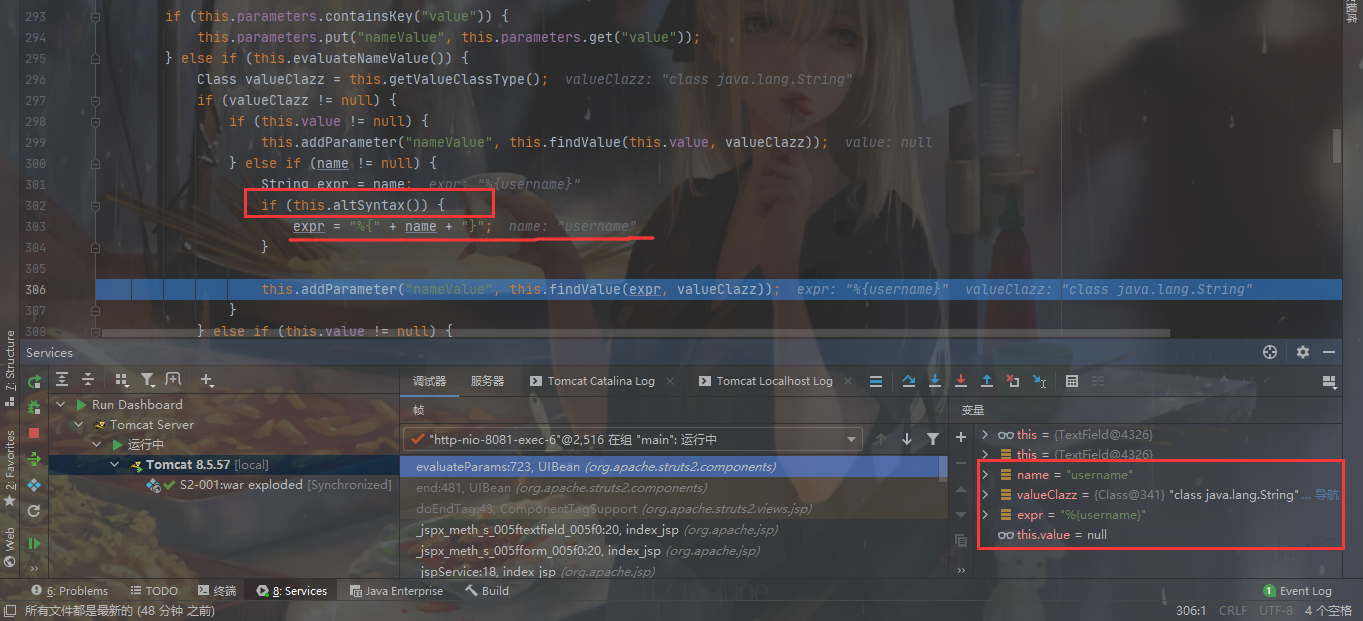 293 if (this.parameters.containsKey("value")) {
294 this.parameters.put("nameValue", this.parameters.get("value"));
295 } else if (this.evaluateNameValue()) {
296 Class valueClazz = this.getValueClassType(); valueClazz: "class java.lang.String"
297 if (valueClazz != null) {
298 if (this.value != null) {
299 this.addParameter("nameValue", this.findValue(this.value, valueClazz)); value: null
300 } else if (name != null) {
301 String expr = name; expr: "%{username}"
302 if (this.altSyntax()) {
303 expr = "%{" + name + "}"; name: "username"
304 }
305
306 this.addParameter("nameValue", this.findValue(expr, valueClazz)); expr: "%{username}" valueClazz: "class java.lang.String"
307 }
308 } else if (this.value != null) {
数据库
7: Structure
2: Favorites
Web
Services
调试器 服务器 Tomcat Catalina Log Tomcat Localhost Log
Run Dashboard
Tomcat Server
运行中
Tomcat 8.5.57 [local]
S2-001:war exploded [Synchronized]
帧
"http-nio-8081-exec-6"@2,516 在组 "main": 运行中
evaluateParams:723, UIBean (org.apache.struts2.components)
end:481, UIBean (org.apache.struts2.components)
doEndTag:43, ComponentTagSupport (org.apache.struts2.views.jsp)
_jspx_meth_s_005ftextfield_005f0:20, index_jsp (org.apache.jsp)
_jspx_meth_s_005fform_005f0:20, index_jsp (org.apache.jsp)
_jspService:18, index_jsp (org.apache.jsp)
变量
this = {TextField@4326}
this = {TextField@4326}
name = "username"
valueClazz = {Class@341} "class java.lang.String"... 导航
expr = "%{username}"
this.value = null
6: Problems TODO 终端 8: Services Java Enterprise Build 1 Event Log
所有文件都是最新的 (48 分钟 之前) 306:1 CRLF UTF-8 4 个空格